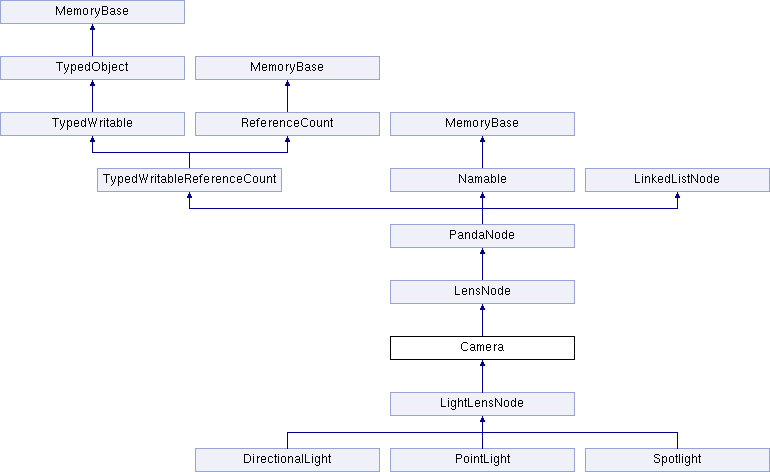 MemoryBase
TypedObject
MemoryBase
TypedWritable
ReferenceCount
MemoryBase
TypedWritableReferenceCount
Namable
LinkedListNode
PandaNode
LensNode
Camera
LightLensNode
DirectionalLight
PointLight
Spotlight